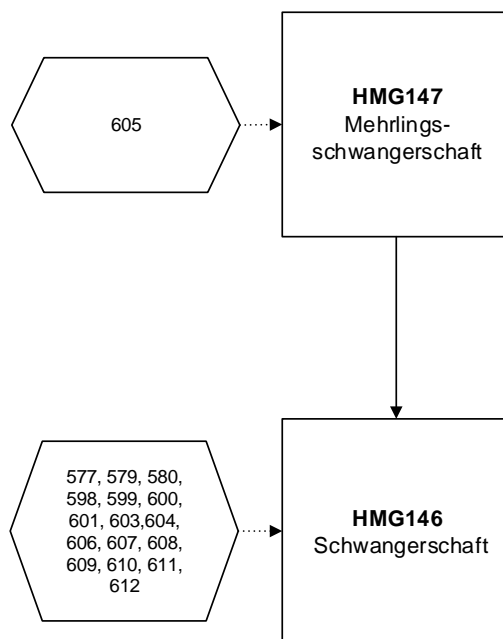 605
HMG147
Mehrlings-
schwangerschaft
577, 579, 580,
598, 599, 600,
601, 603,604,
606, 607, 608,
609, 610, 611,
612
HMG146
Schwangerschaft